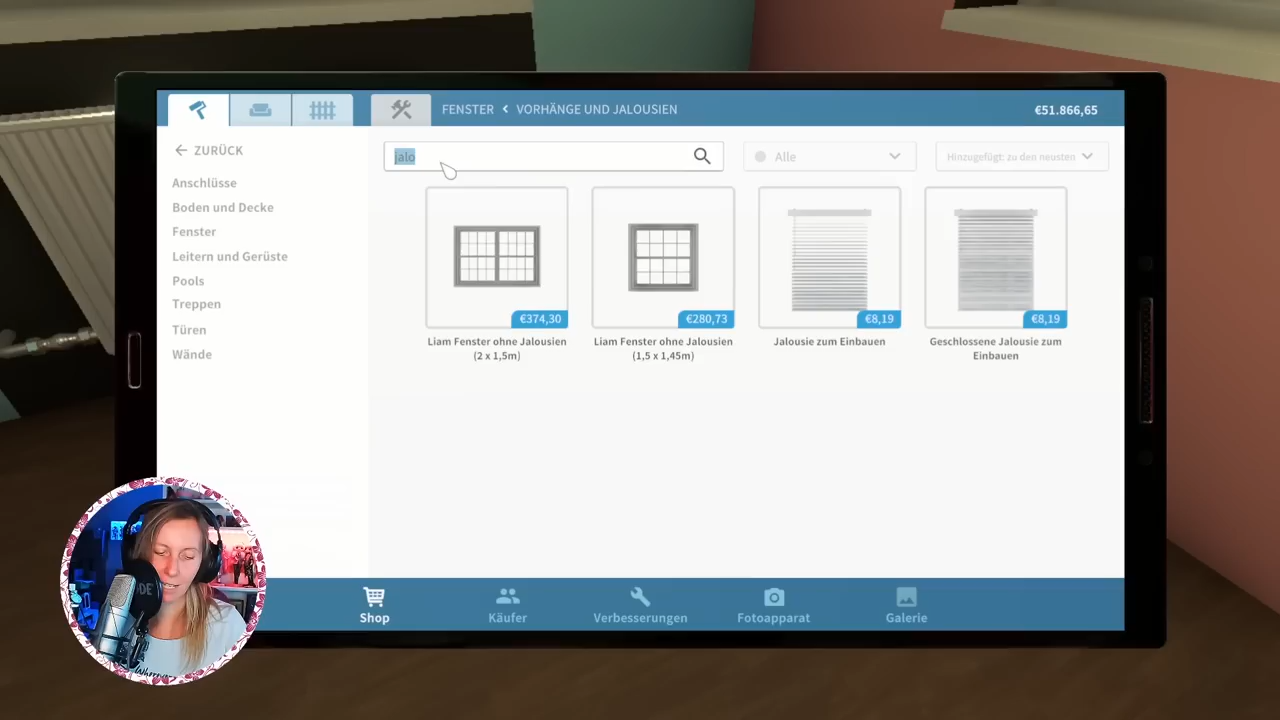 FENSTER < VORHÄNGE UND JALOUSIEN
€51.866,65
← ZURÜCK
jalo
Alle
Hinzugefügt: zu den neusten
Anschlüsse
Boden und Decke
Fenster
Leitern und Gerüste
Pools
Treppen
Türen
Wände
€374,30
Liam Fenster ohne Jalousien
(2 x 1,5m)
€280,73
Liam Fenster ohne Jalousien
(1,5 x 1,45m)
€8,19
Jalousie zum Einbauen
€8,19
Geschlossene Jalousie zum
Einbauen
Shop
Käufer
Verbesserungen
Fotoapparat
Galerie